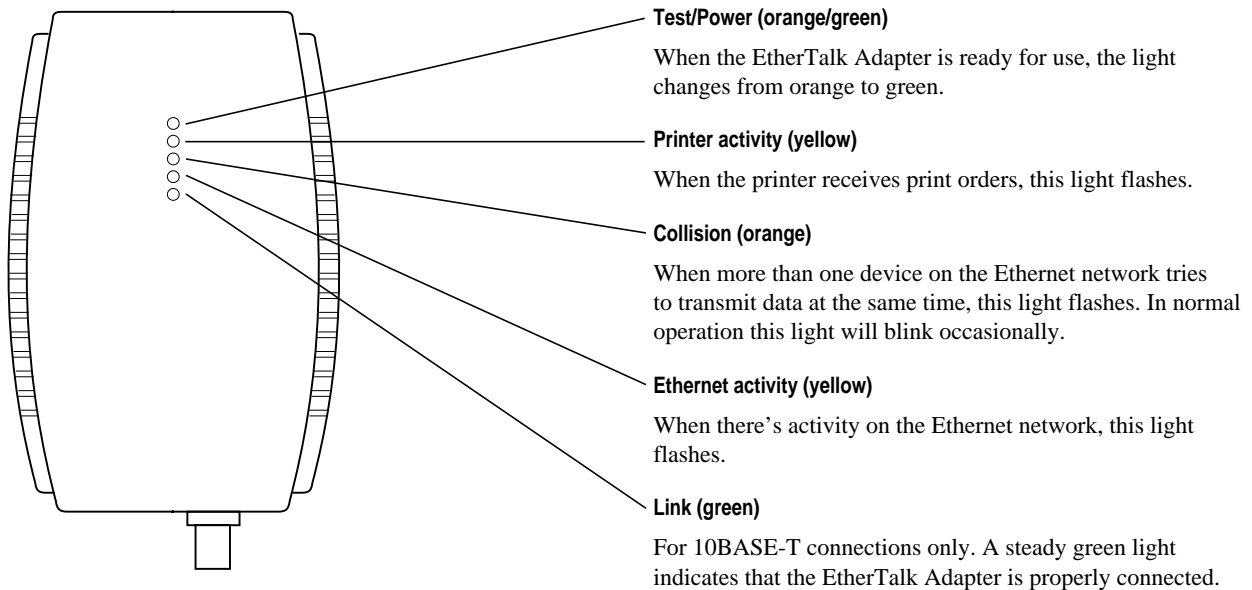 Test/Power (orange/green)
When the EtherTalk Adapter is ready for use, the light
changes from orange to green.
Printer activity (yellow)
When the printer receives print orders, this light flashes.
Collision (orange)
When more than one device on the Ethernet network tries
to transmit data at the same time, this light flashes. In normal
operation this light will blink occasionally.
Ethernet activity (yellow)
When there’s activity on the Ethernet network, this light
flashes.
Link (green)
For 10BASE-T connections only. A steady green light
indicates that the EtherTalk Adapter is properly connected.